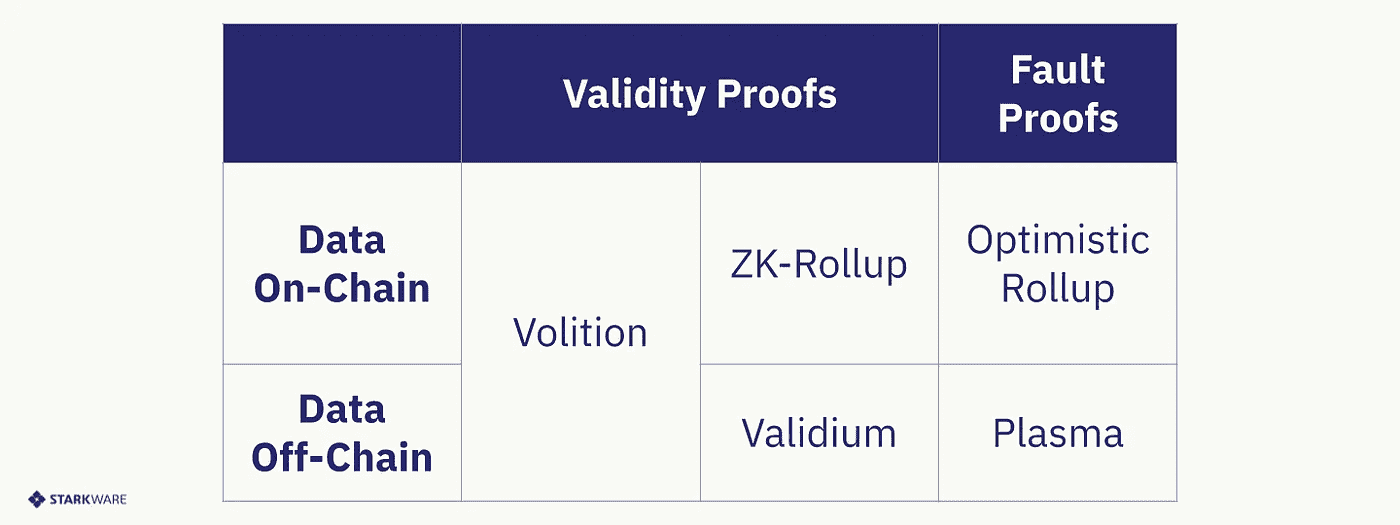 Validity Proofs
Fault
Proofs
Data
On-Chain
Volition
ZK-Rollup
Optimistic
Rollup
Data
Off-Chain
Validium
Plasma
STARKWARE